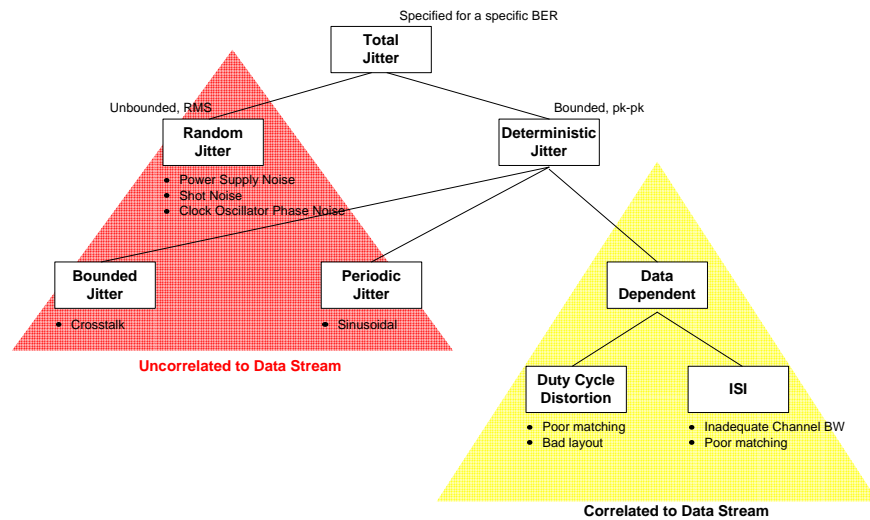 Specified for a specific BER
Total
Jitter
Unbounded, RMS
Bounded, pk-pk
Random
Jitter
Deterministic
Jitter
• Power Supply Noise
• Shot Noise
• Clock Oscillator Phase Noise
Bounded
Jitter
Periodic
Jitter
Data
Dependent
• Crosstalk
• Sinusoidal
Uncorrelated to Data Stream
Duty Cycle
Distortion
ISI
• Poor matching
• Bad layout
• Inadequate Channel BW
• Poor matching
Correlated to Data Stream